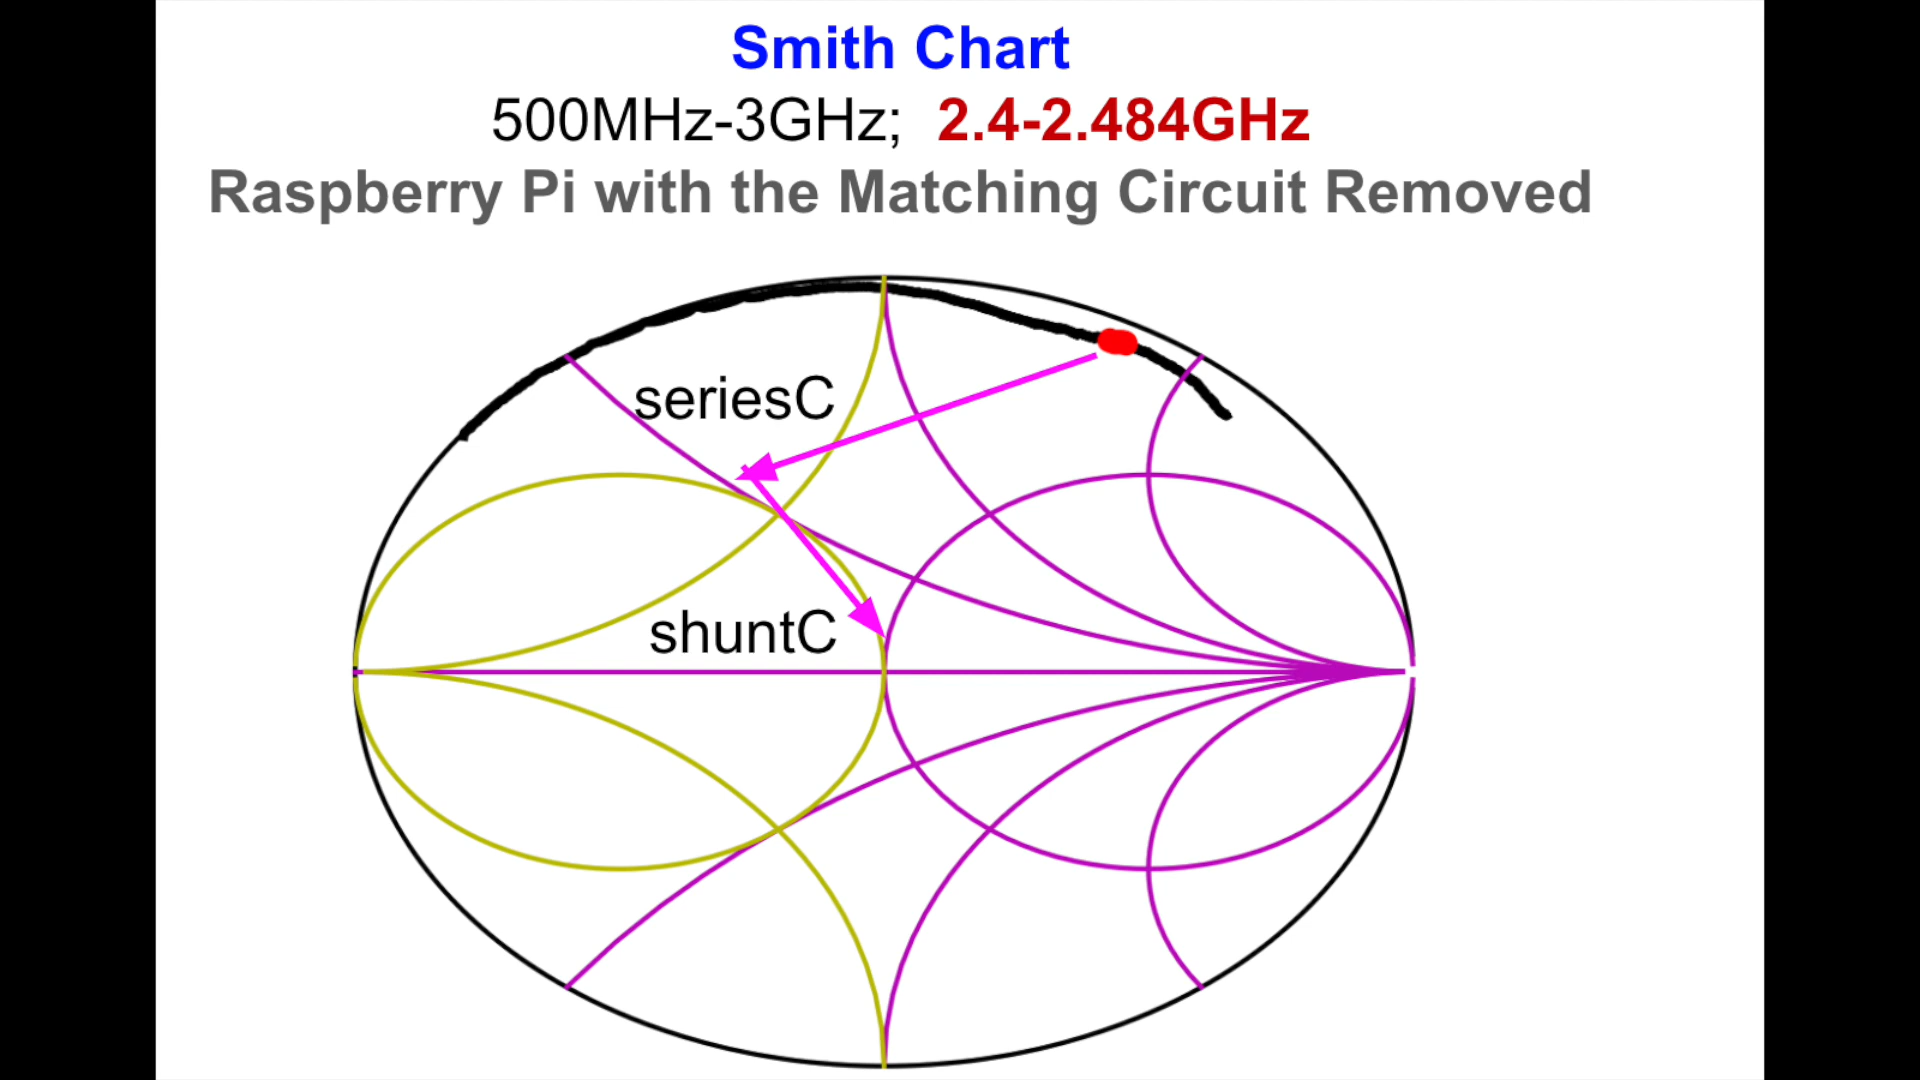 Smith Chart
500MHz-3GHz; 2.4-2.484GHz
Raspberry Pi with the Matching Circuit Removed
seriesC
shuntC